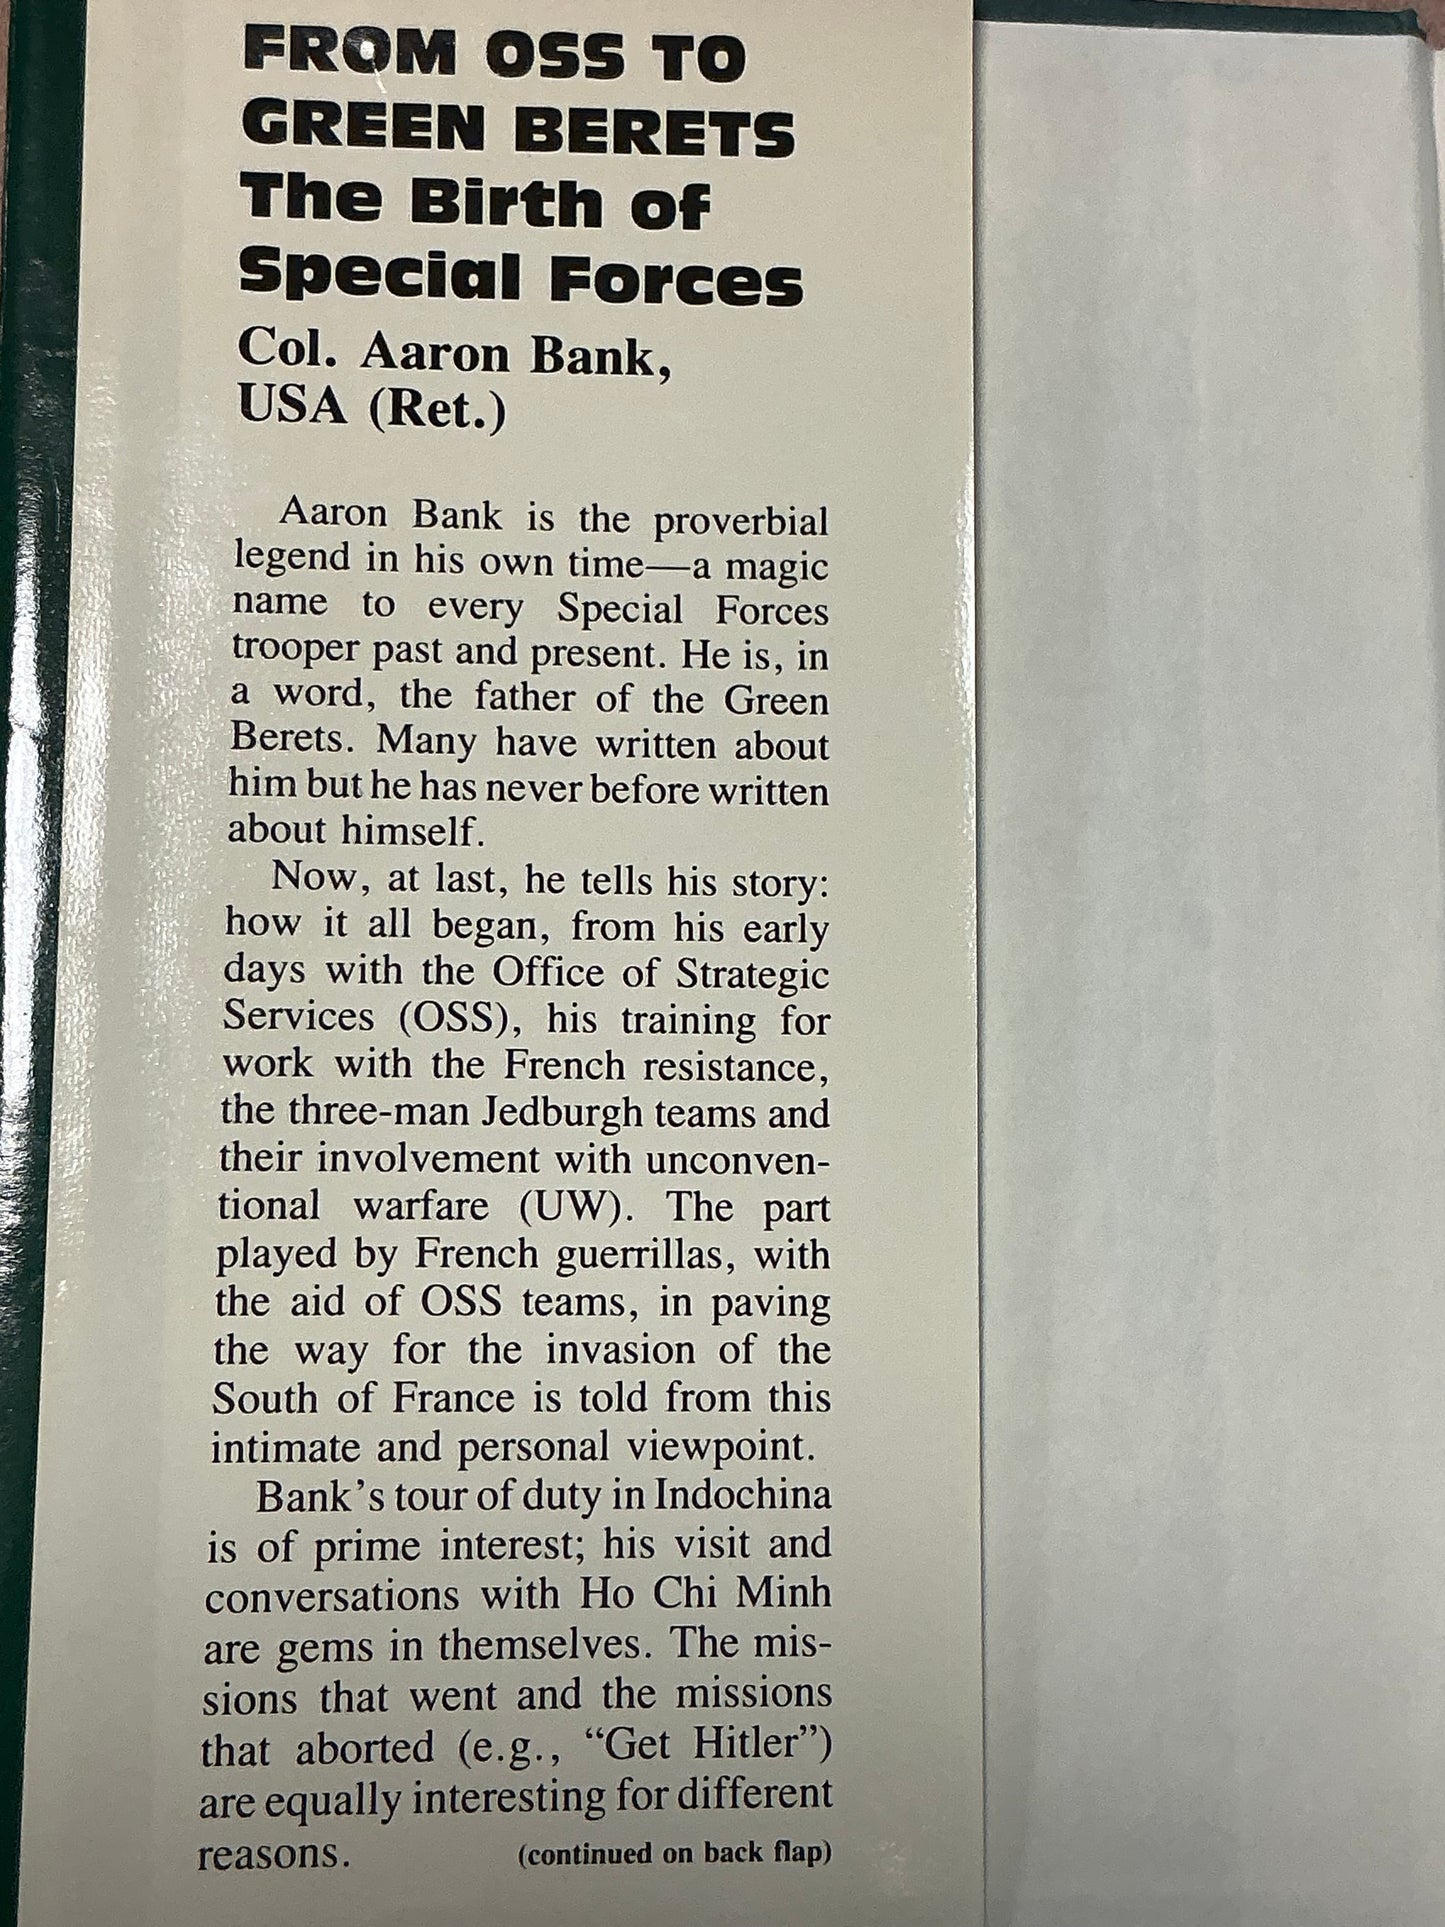 FROM OSS TO
GREEN BERETS
The Birth of
Special Forces
Col. Aaron Bank,
USA (Ret.)
Aaron Bank is the proverbial
legend in his own time—a magic
name to every Special Forces
trooper past and present. He is, in
a word, the father of the Green
Berets. Many have written about
him but he has never before written
about himself.
Now, at last, he tells his story:
how it all began, from his early
days with the Office of Strategic
Services (OSS), his training for
work with the French resistance,
the three-man Jedburgh teams and
their involvement with unconven-
tional warfare (UW). The part
played by French guerrillas, with
the aid of OSS teams, in paving
the way for the invasion of the
South of France is told from this
intimate and personal viewpoint.
Bank's tour of duty in Indochina
is of prime interest; his visit and
conversations with Ho Chi Minh
are gems in themselves. The mis-
sions that went and the missions
that aborted (e.g., “Get Hitler”)
are equally interesting for different
reasons. (continued on back flap)